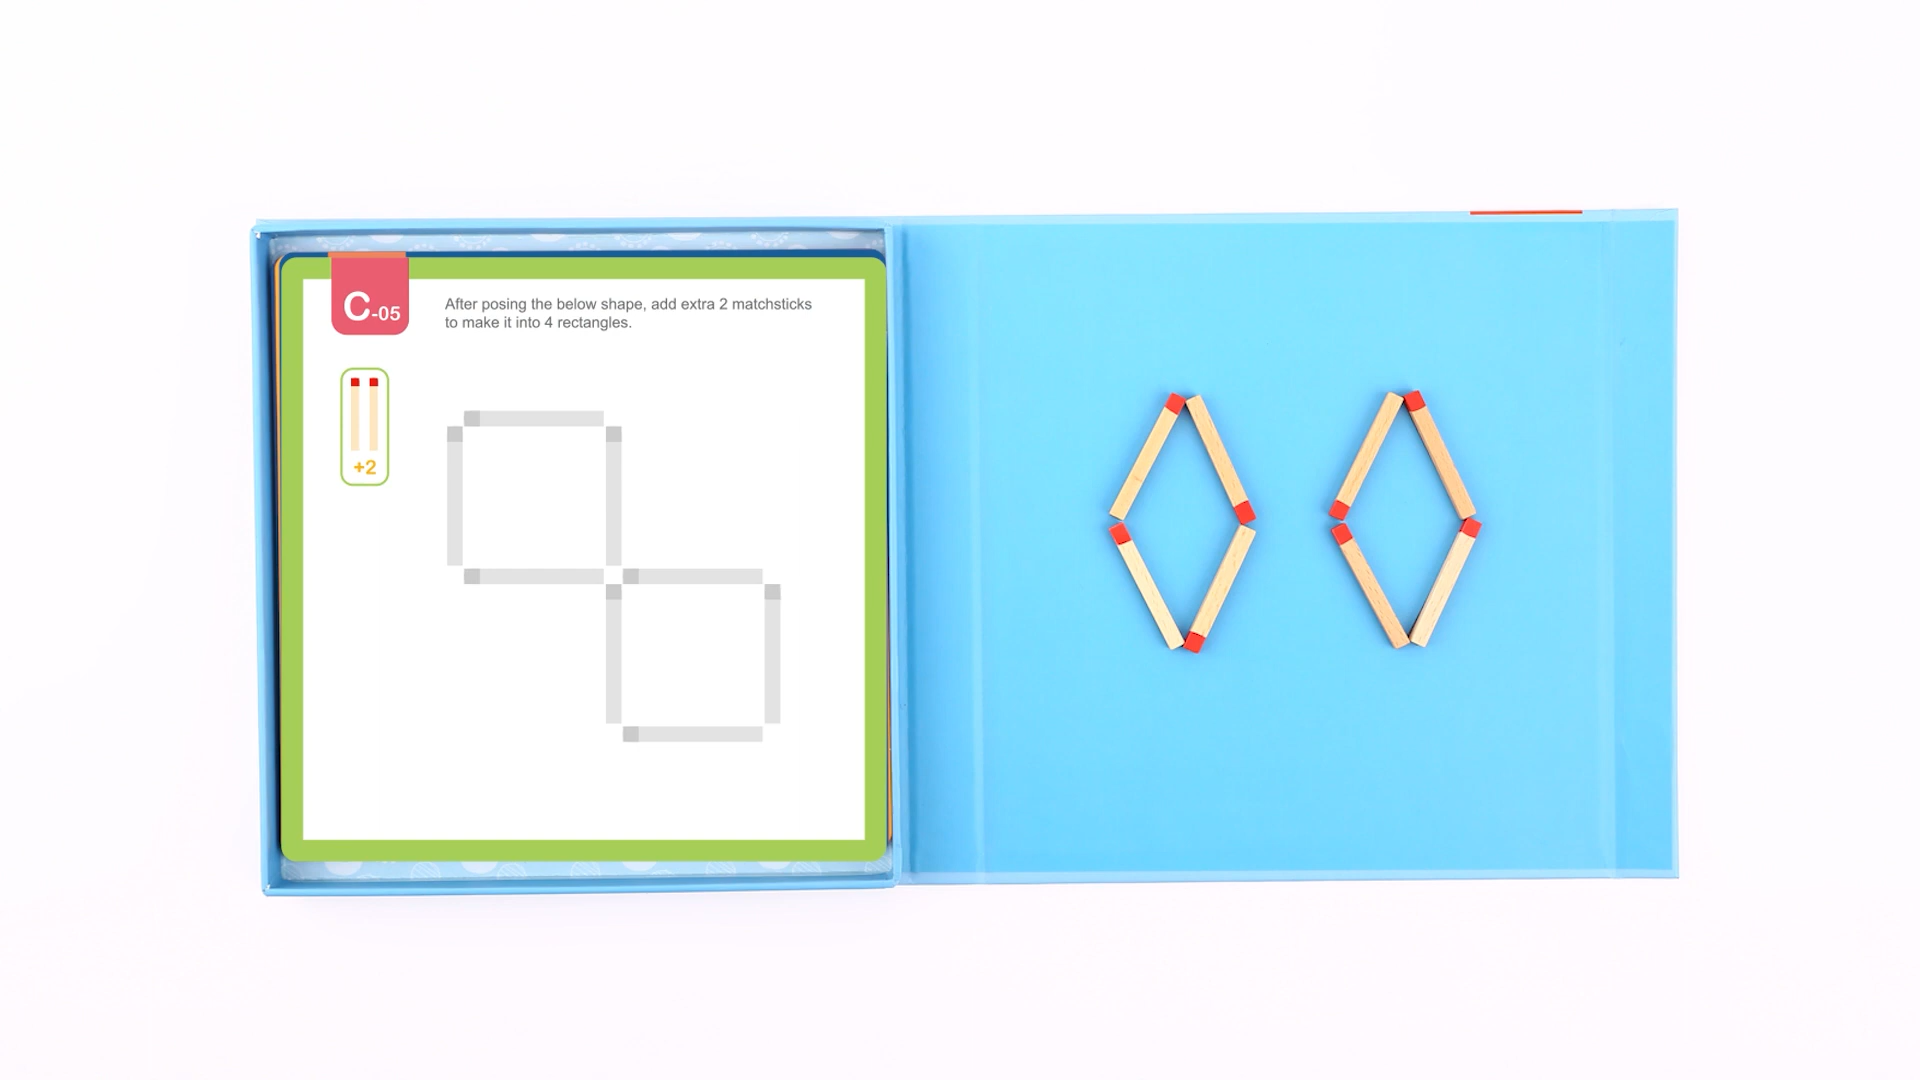 C-05
After posing the below shape, add extra 2 matchsticks
to make it into 4 rectangles.
+2